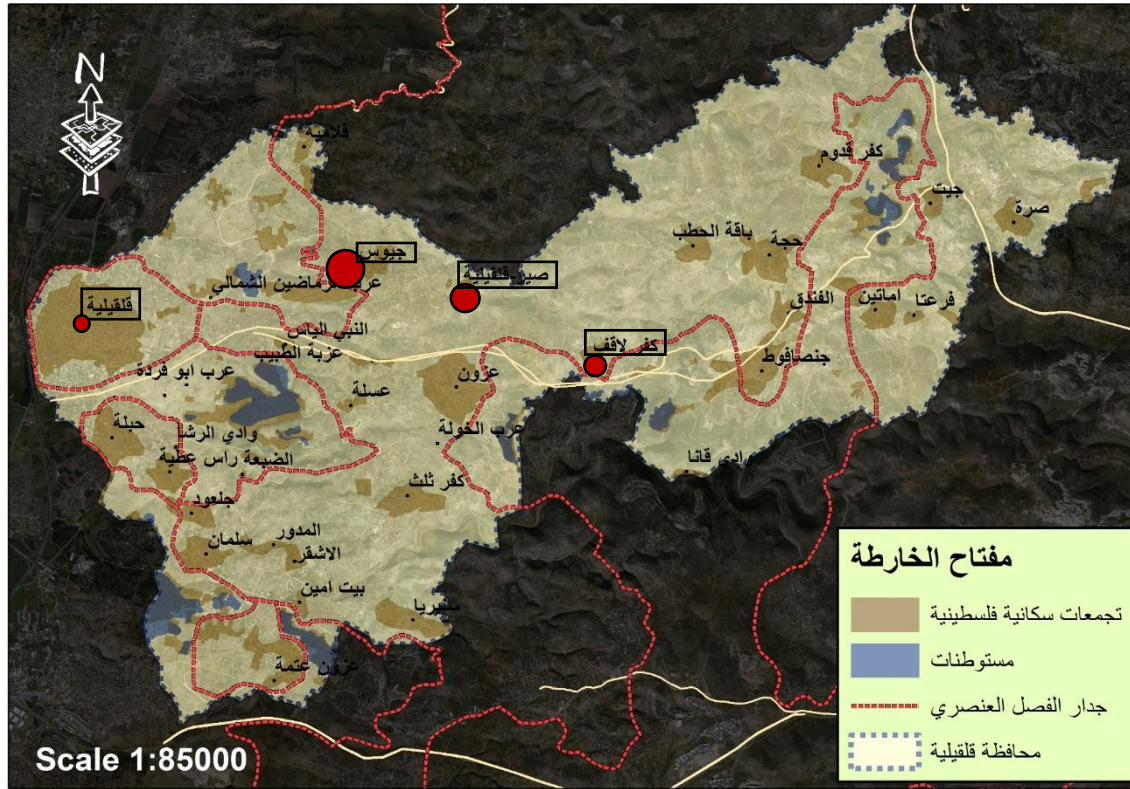 N
فلامية
كفر قدوم
جيت
صرة
باقة الحطب
حجة
جيوس
صير-قلقيلية
عرب الرماضين الشمالي
قلقيلية
الفندق
اماتين
فرعتا
النبي الياس
عزبة الطبيب
كفر لاقف
جنصافوط
عرب ابو فردة
عسلة
عزون
حبلة
وادي الرشا
عرب الخولة
الضبعة
راس عطية
وادي قانا
كفر ثلث
جلعود
المدور
سلمان
الاشقر
بيت امين
سنيريا
عزون عتمة
مفتاح الخارطة
تجمعات سكانية فلسطينية
مستوطنات
جدار الفصل العنصري
محافظة قلقيلية
Scale 1:85000